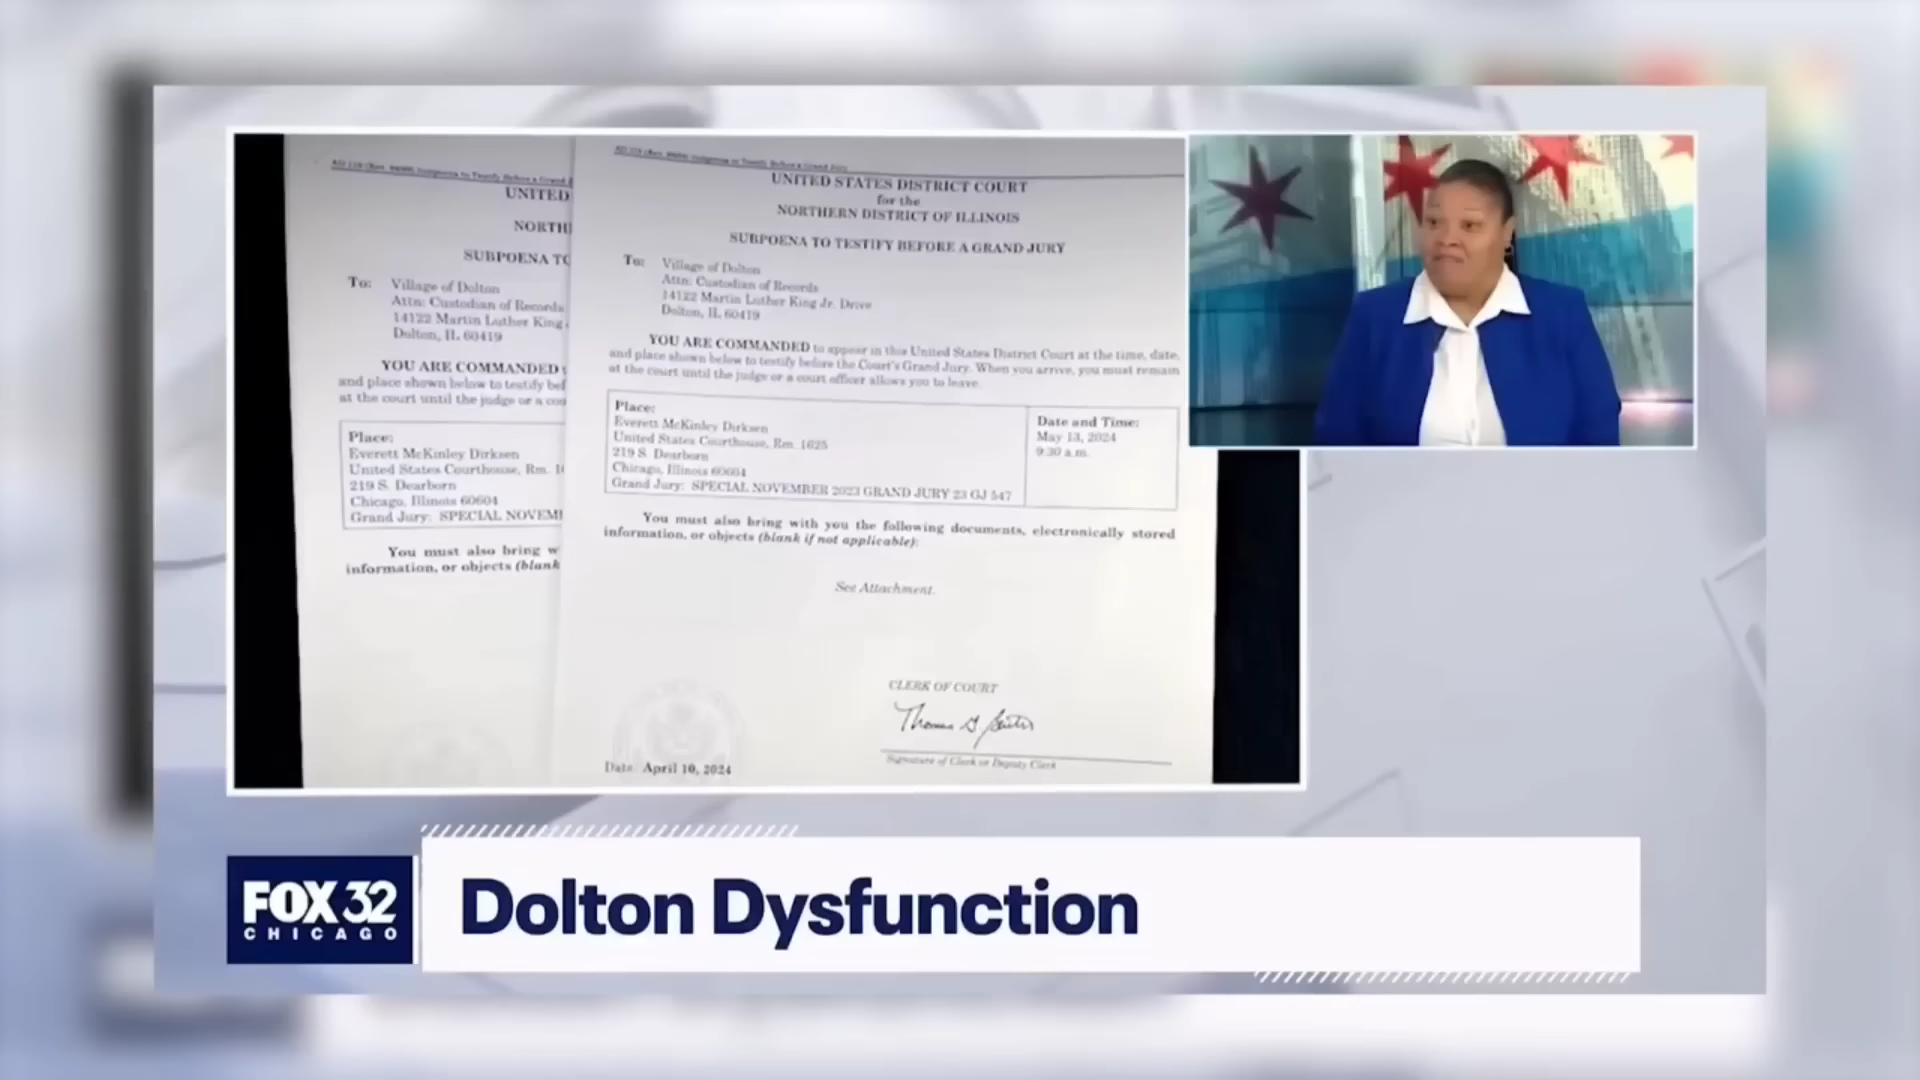 UNITED
NORTH
SUBPOENA TO
To: Village of Dolton
Attn: Custodian of Records
14122 Martin Luther King
Dolton, IL 60419
YOU ARE COMMANDED
and place shown below to testify bef
at the court until the judge or a cou
Place:
Everett McKinley Dirksen
United States Courthouse, Rm.
219 S. Dearborn
Chicago, Illinois 60604
Grand Jury: SPECIAL NOVEM
You must also bring w
information, or objects (blank
UNITED STATES DISTRICT COURT
for the
NORTHERN DISTRICT OF ILLINOIS
SUBPOENA TO TESTIFY BEFORE A GRAND JURY
To: Village of Dolton
Attn: Custodian of Records
14122 Martin Luther King Jr. Drive
Dolton, IL 60419
YOU ARE COMMANDED to appear in this United States District Court at the time, date,
and place shown below to testify before the Court's Grand Jury. When you arrive, you must remain
at the court until the judge or a court officer allows you to leave.
Place:
Everett McKinley Dirksen
United States Courthouse, Rm. 1625
219 S. Dearborn
Chicago, Illinois 60604
Grand Jury: SPECIAL NOVEMBER 2023 GRAND JURY 23 GJ 547
Date and Time:
May 13, 2024
9:30 a.m.
You must also bring with you the following documents, electronically stored
information, or objects (blank if not applicable):
See Attachment.
CLERK OF COURT
Signature of Clerk or Deputy Clerk
Date: April 10, 2024
FOX 32
CHICAGO
Dolton Dysfunction